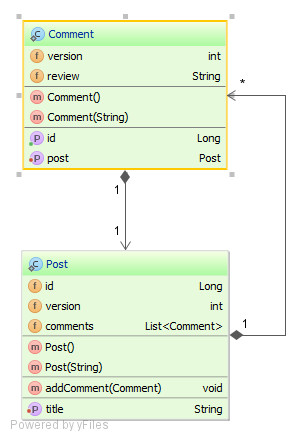 Comment
version int
review String
Comment()
Comment(String)
id Long
post Post
*
1
1
Post
id Long
version int
comments List<Comment>
1
Post()
Post(String)
addComment(Comment) void
title String
Powered by yFiles